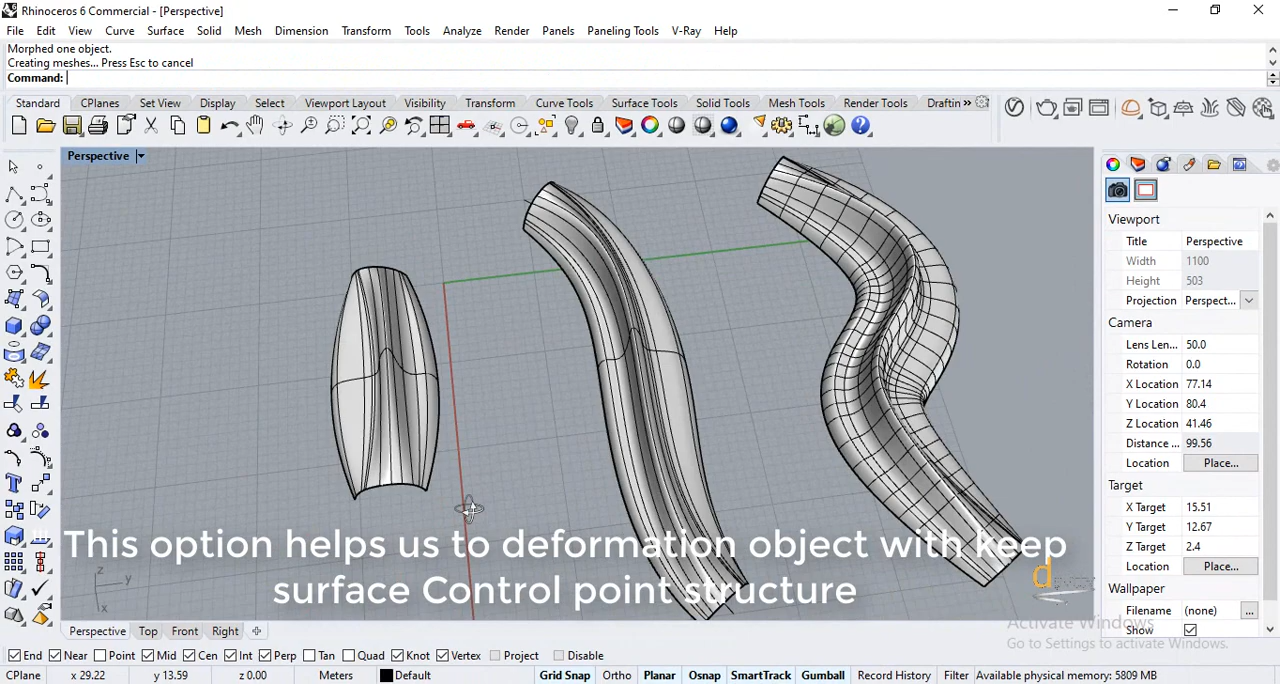 Rhinoceros 6 Commercial - [Perspective]
File Edit View Curve Surface Solid Mesh Dimension Transform Tools Analyze Render Panels Paneling Tools V-Ray Help
Morphed one object.
Creating meshes... Press Esc to cancel
Command:
Standard CPlanes Set View Display Select Viewport Layout Visibility Transform Curve Tools Surface Tools Solid Tools Mesh Tools Render Tools Draftin »
Perspective
Viewport
Title Perspective
Width 1100
Height 503
Projection Perspect...
Camera
Lens Len... 50.0
Rotation 0.0
X Location 77.14
Y Location 80.4
Z Location 41.46
Distance ... 99.56
Location Place...
Target
X Target 15.51
Y Target 12.67
Z Target 2.4
Location Place...
Wallpaper
Filename (none) ...
Show
This option helps us to deformation object with keep
surface Control point structure
z
y
x
d
Activate Windows
Go to Settings to activate Windows.
Perspective Top Front Right
End Near Point Mid Cen Int Perp Tan Quad Knot Vertex Project Disable
CPlane x 29.22 y 13.59 z 0.00 Meters Default Grid Snap Ortho Planar Osnap SmartTrack Gumball Record History Filter Available physical memory: 5809 MB